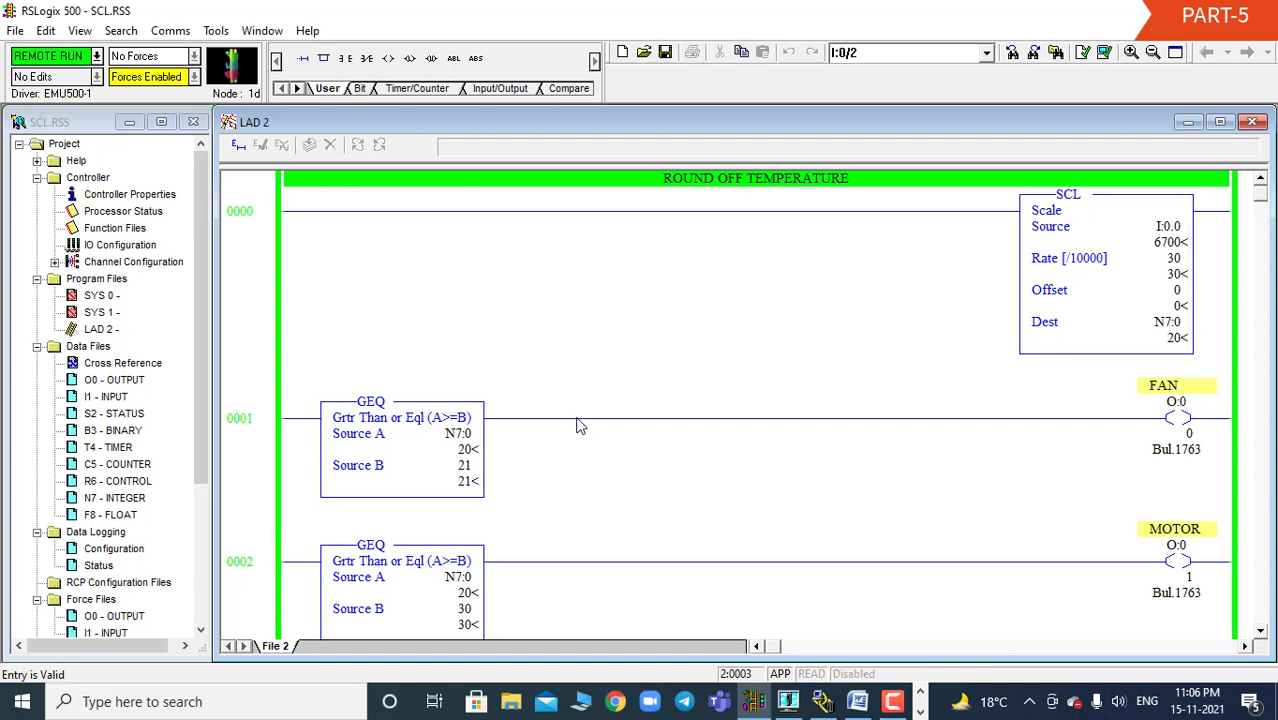 RSLogix 500 - SCL.RSS
PART-5
File Edit View Search Comms Tools Window Help
REMOTE RUN No Forces
No Edits Forces Enabled
Driver: EMU500-1 Node : 1d
User Bit Timer/Counter Input/Output Compare
ABL ABS
I:0/2
SCL.RSS
Project
Help
Controller
Controller Properties
Processor Status
Function Files
IO Configuration
Channel Configuration
Program Files
SYS 0 -
SYS 1 -
LAD 2 -
Data Files
Cross Reference
O0 - OUTPUT
I1 - INPUT
S2 - STATUS
B3 - BINARY
T4 - TIMER
C5 - COUNTER
R6 - CONTROL
N7 - INTEGER
F8 - FLOAT
Data Logging
Configuration
Status
RCP Configuration Files
Force Files
O0 - OUTPUT
I1 - INPUT
LAD 2
ROUND OFF TEMPERATURE
0000
SCL
Scale
Source I:0.0
6700<
Rate [/10000] 30
30<
Offset 0
0<
Dest N7:0
20<
0001
GEQ
Grtr Than or Eql (A>=B)
Source A N7:0
20<
Source B 21
21<
FAN
O:0
0
Bul.1763
0002
GEQ
Grtr Than or Eql (A>=B)
Source A N7:0
20<
Source B 30
30<
MOTOR
O:0
1
Bul.1763
File 2
Entry is Valid
2:0003 APP READ Disabled
Type here to search
18°C
ENG
11:06 PM
15-11-2021
5